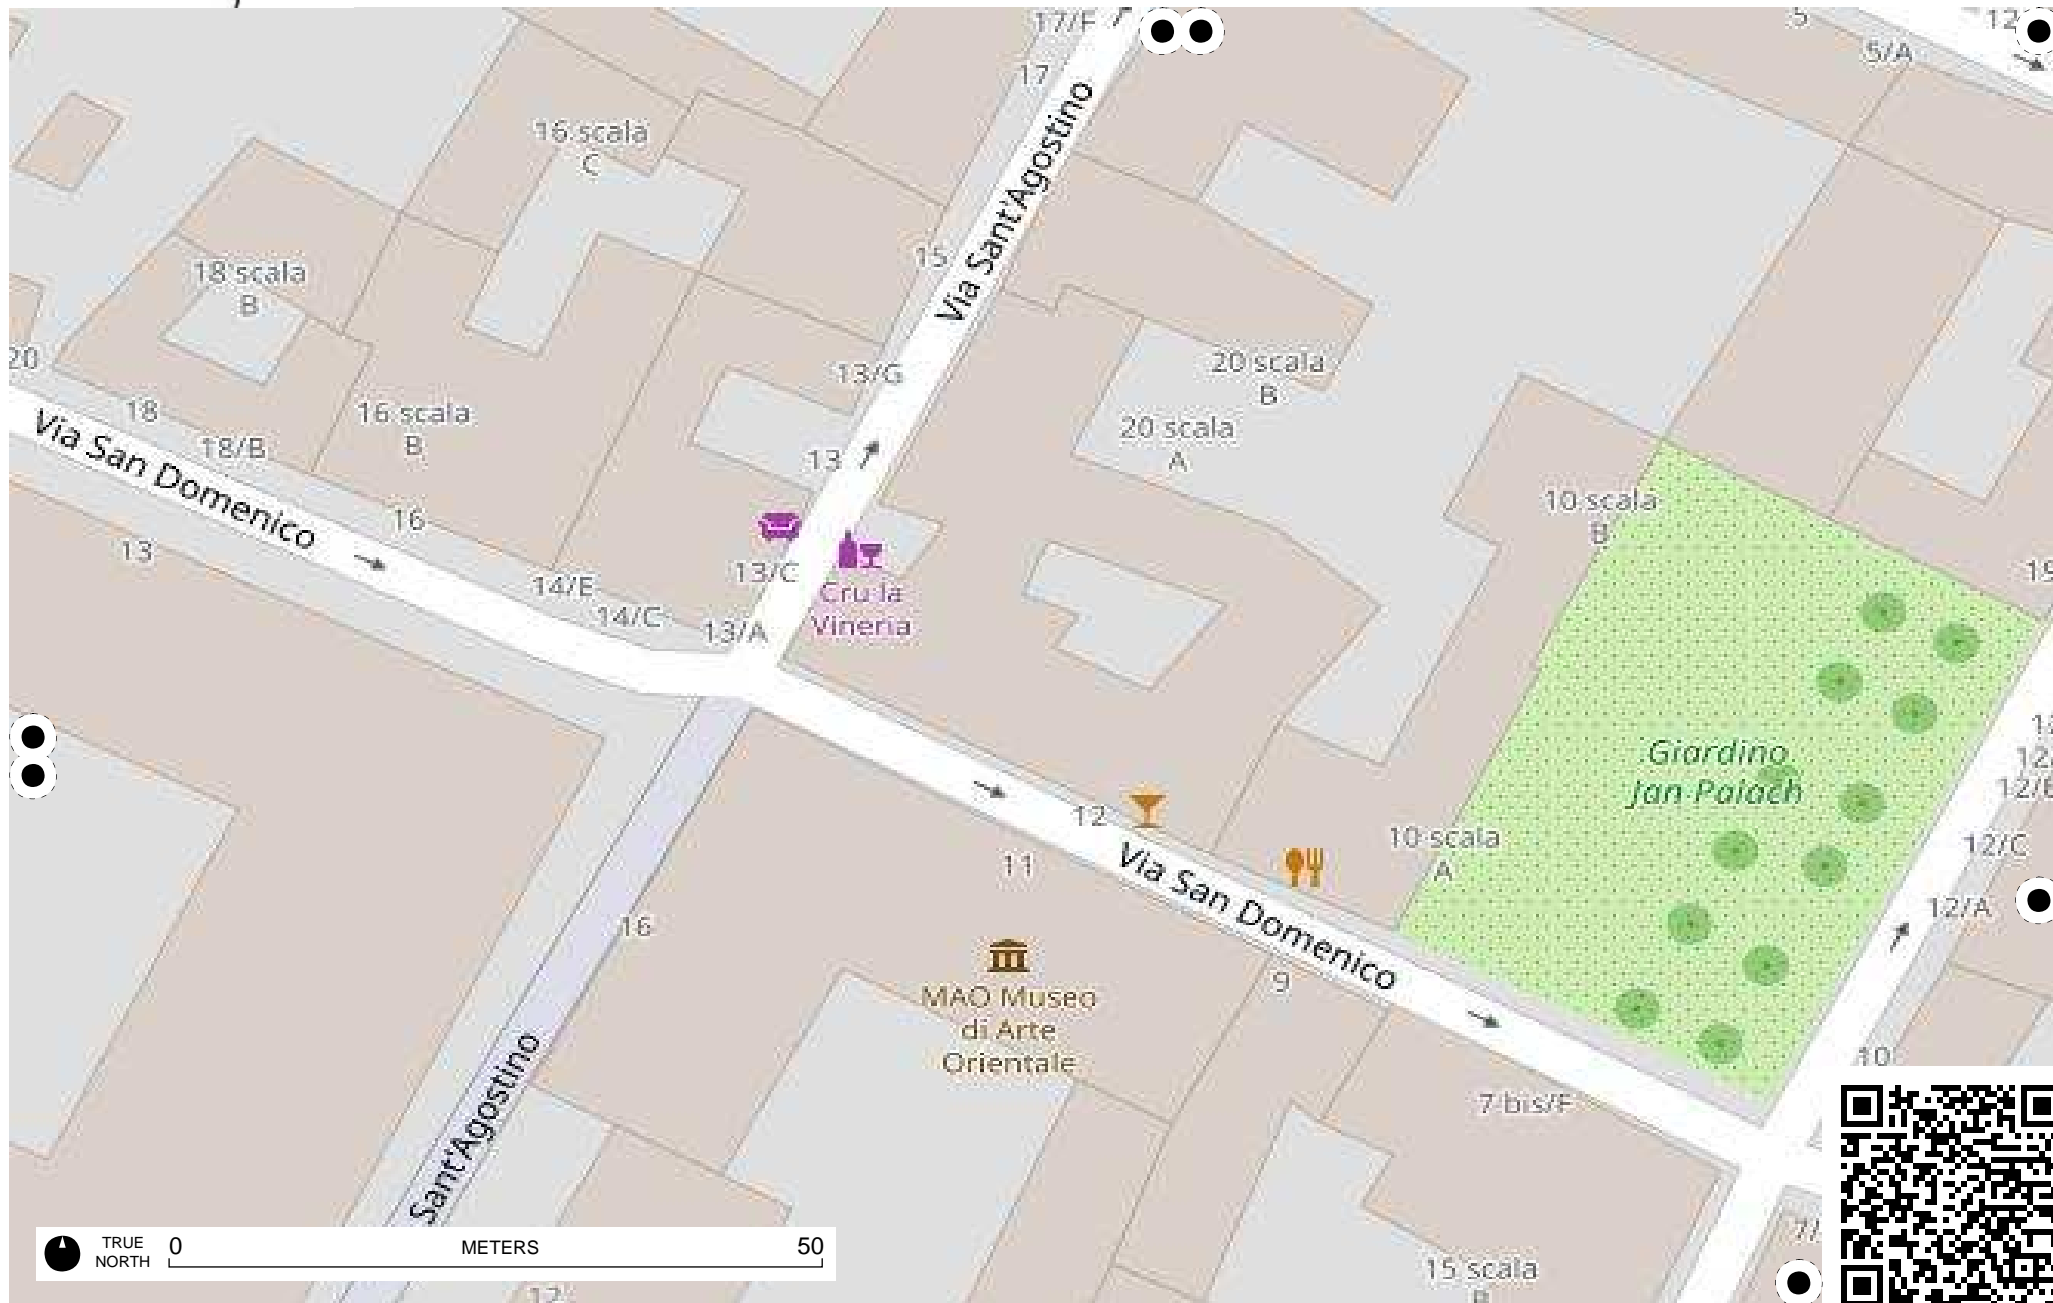 17/F
5
5/A
17
Via Sant'Agostino
16 scala
C
15
18 scala
B
20
13/G
20 scala
B
18
16 scala
B
20 scala
A
18/B
Via San Domenico
13
10 scala
B
16
13
13/C
14/E
Cru la
Vineria
14/C
13/A
Giardino
Jan Palach
12
11
10 scala
A
12/C
Via San Domenico
12/A
16
9
MAO Museo
di Arte
Orientale
10
Sant'Agostino
7 bis/F
TRUE
NORTH
0
METERS
50
15 scala
B